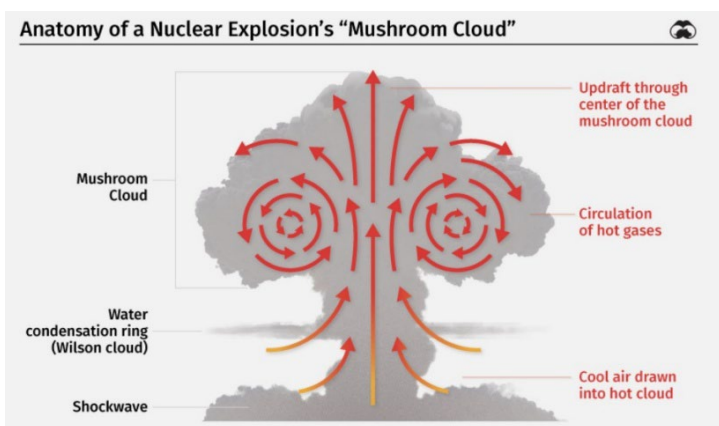 Anatomy of a Nuclear Explosion's “Mushroom Cloud”
Updraft through
center of the
mushroom cloud
Mushroom
Cloud
Circulation
of hot gases
Water
condensation ring
(Wilson cloud)
Cool air drawn
into hot cloud
Shockwave